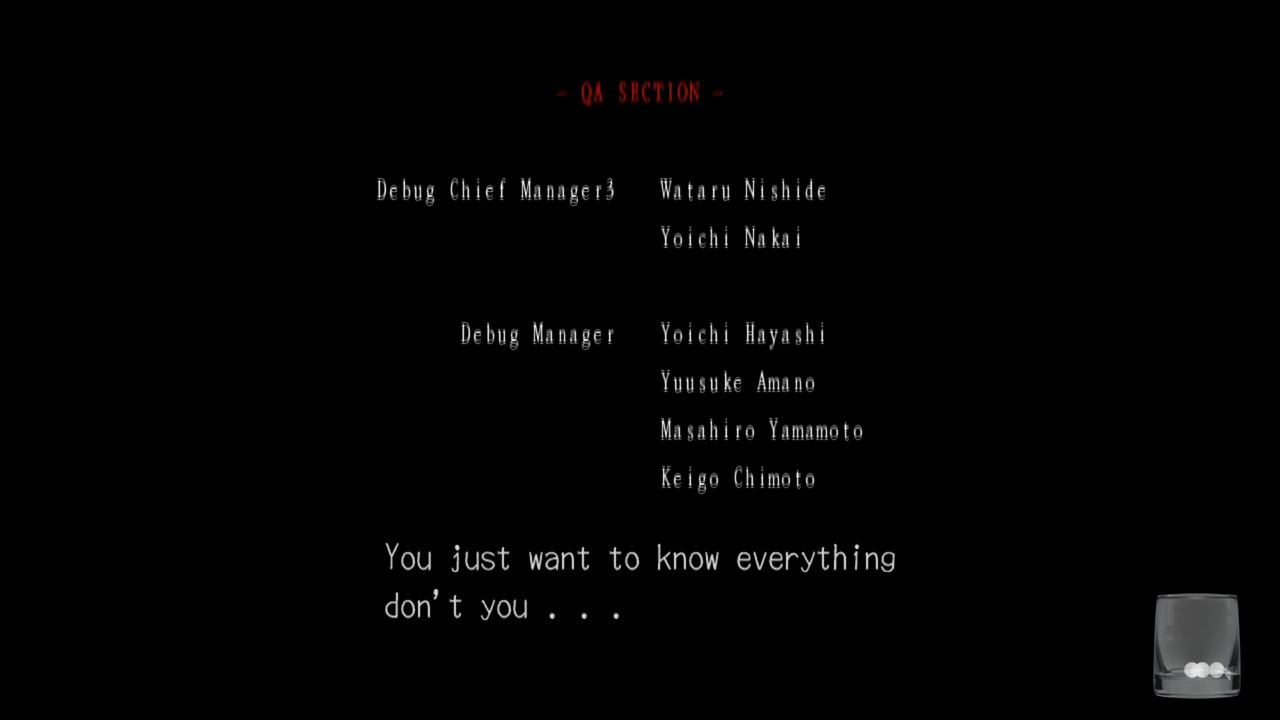 - QA SECTION -
Debug Chief Manager3 Wataru Nishide
Yoichi Nakai
Debug Manager Yoichi Hayashi
Yuusuke Amano
Masahiro Yamamoto
Keigo Chimoto
You just want to know everything
don't you . . .